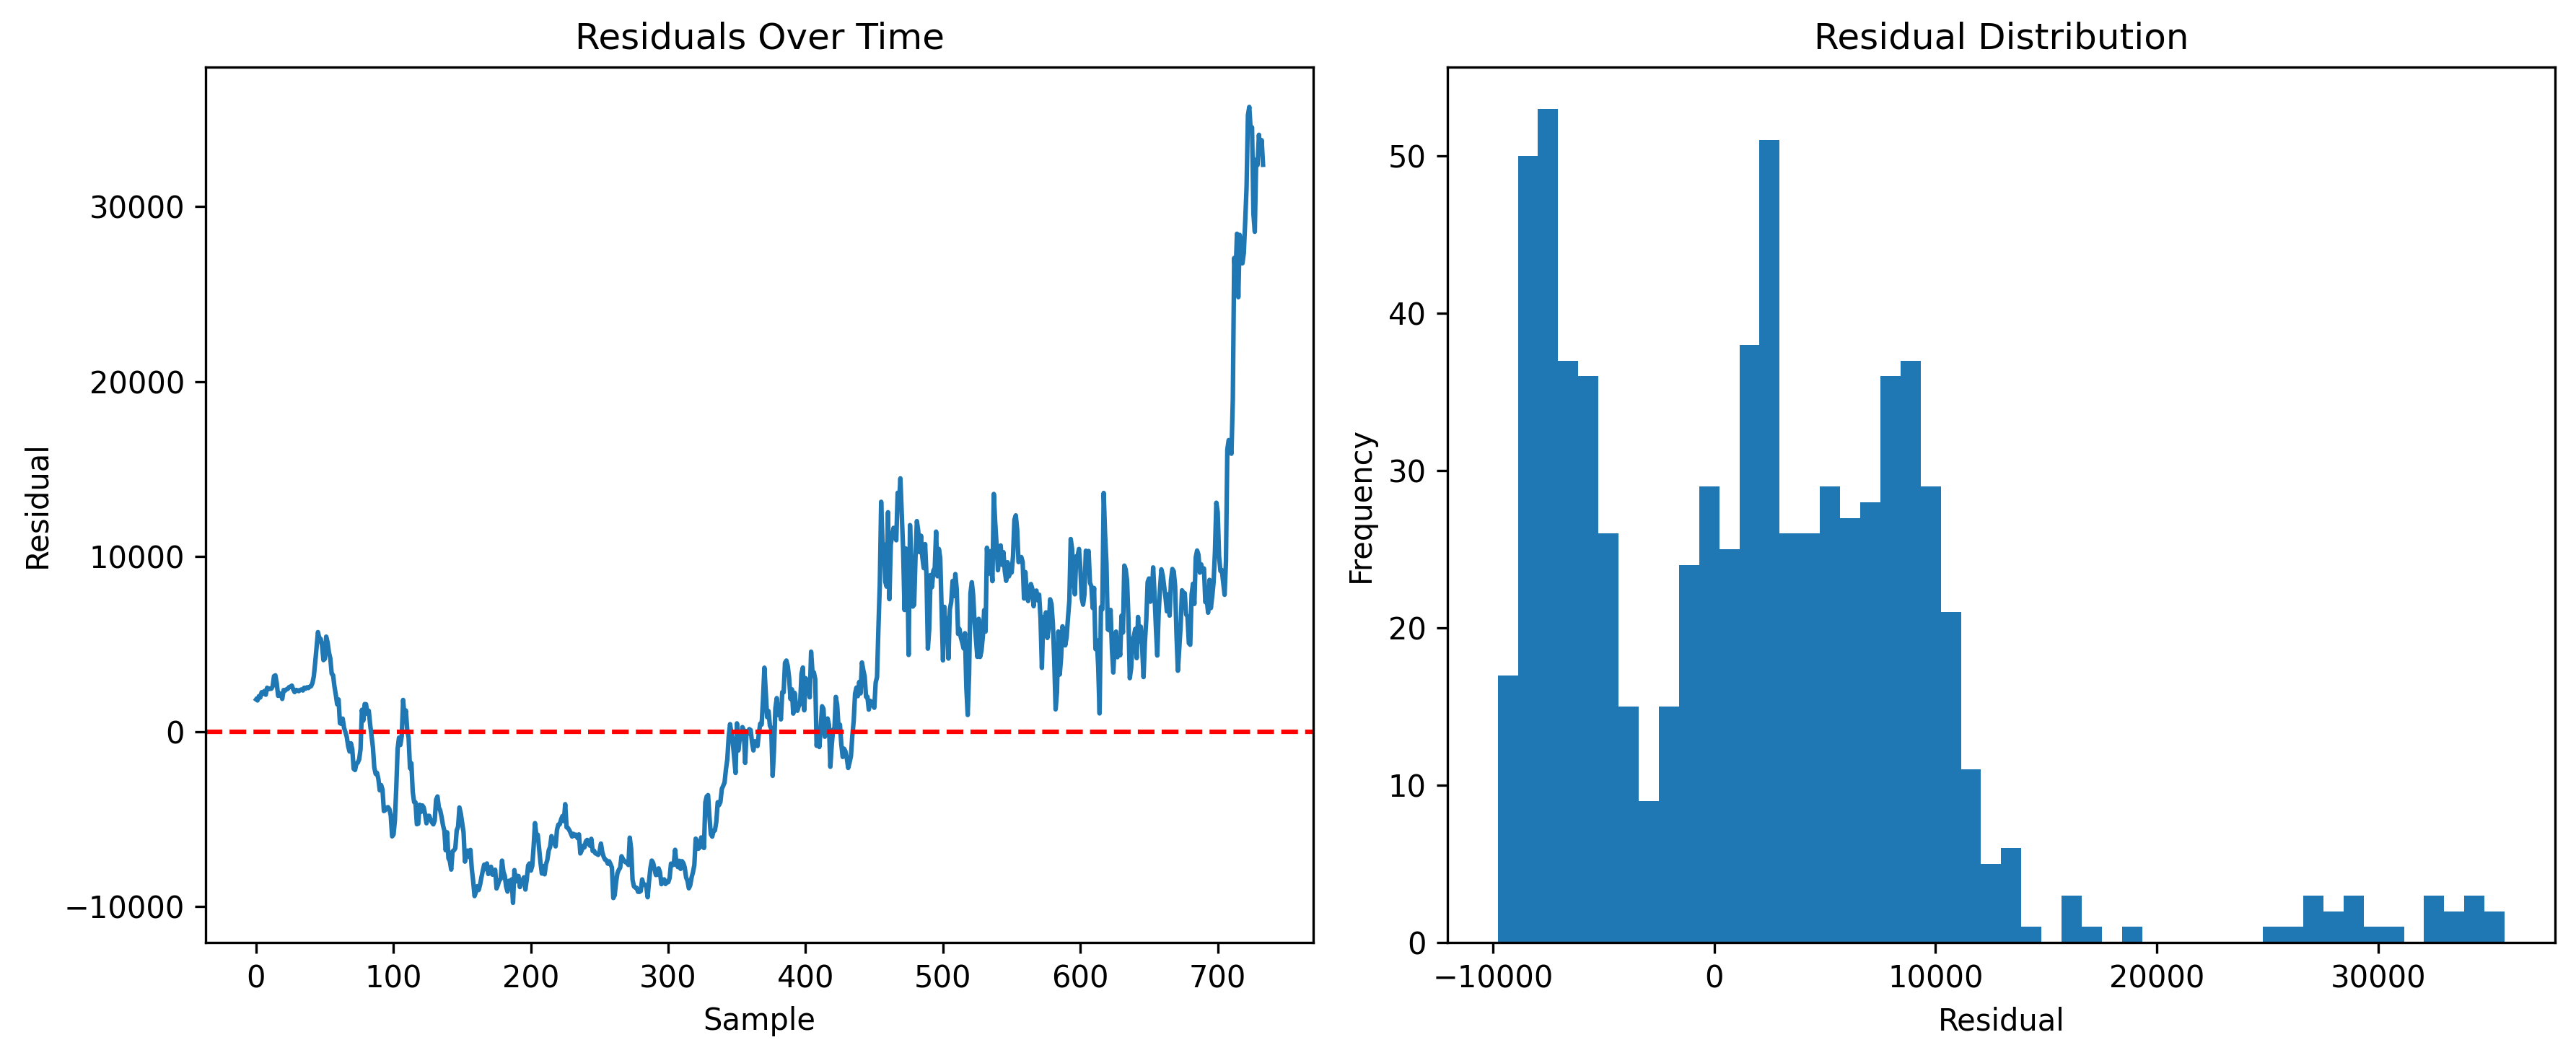 Residuals Over Time
Residual
30000
20000
10000
0
−10000
0 100 200 300 400 500 600 700
Sample
Residual Distribution
Frequency
50
40
30
20
10
0
−10000 0 10000 20000 30000
Residual